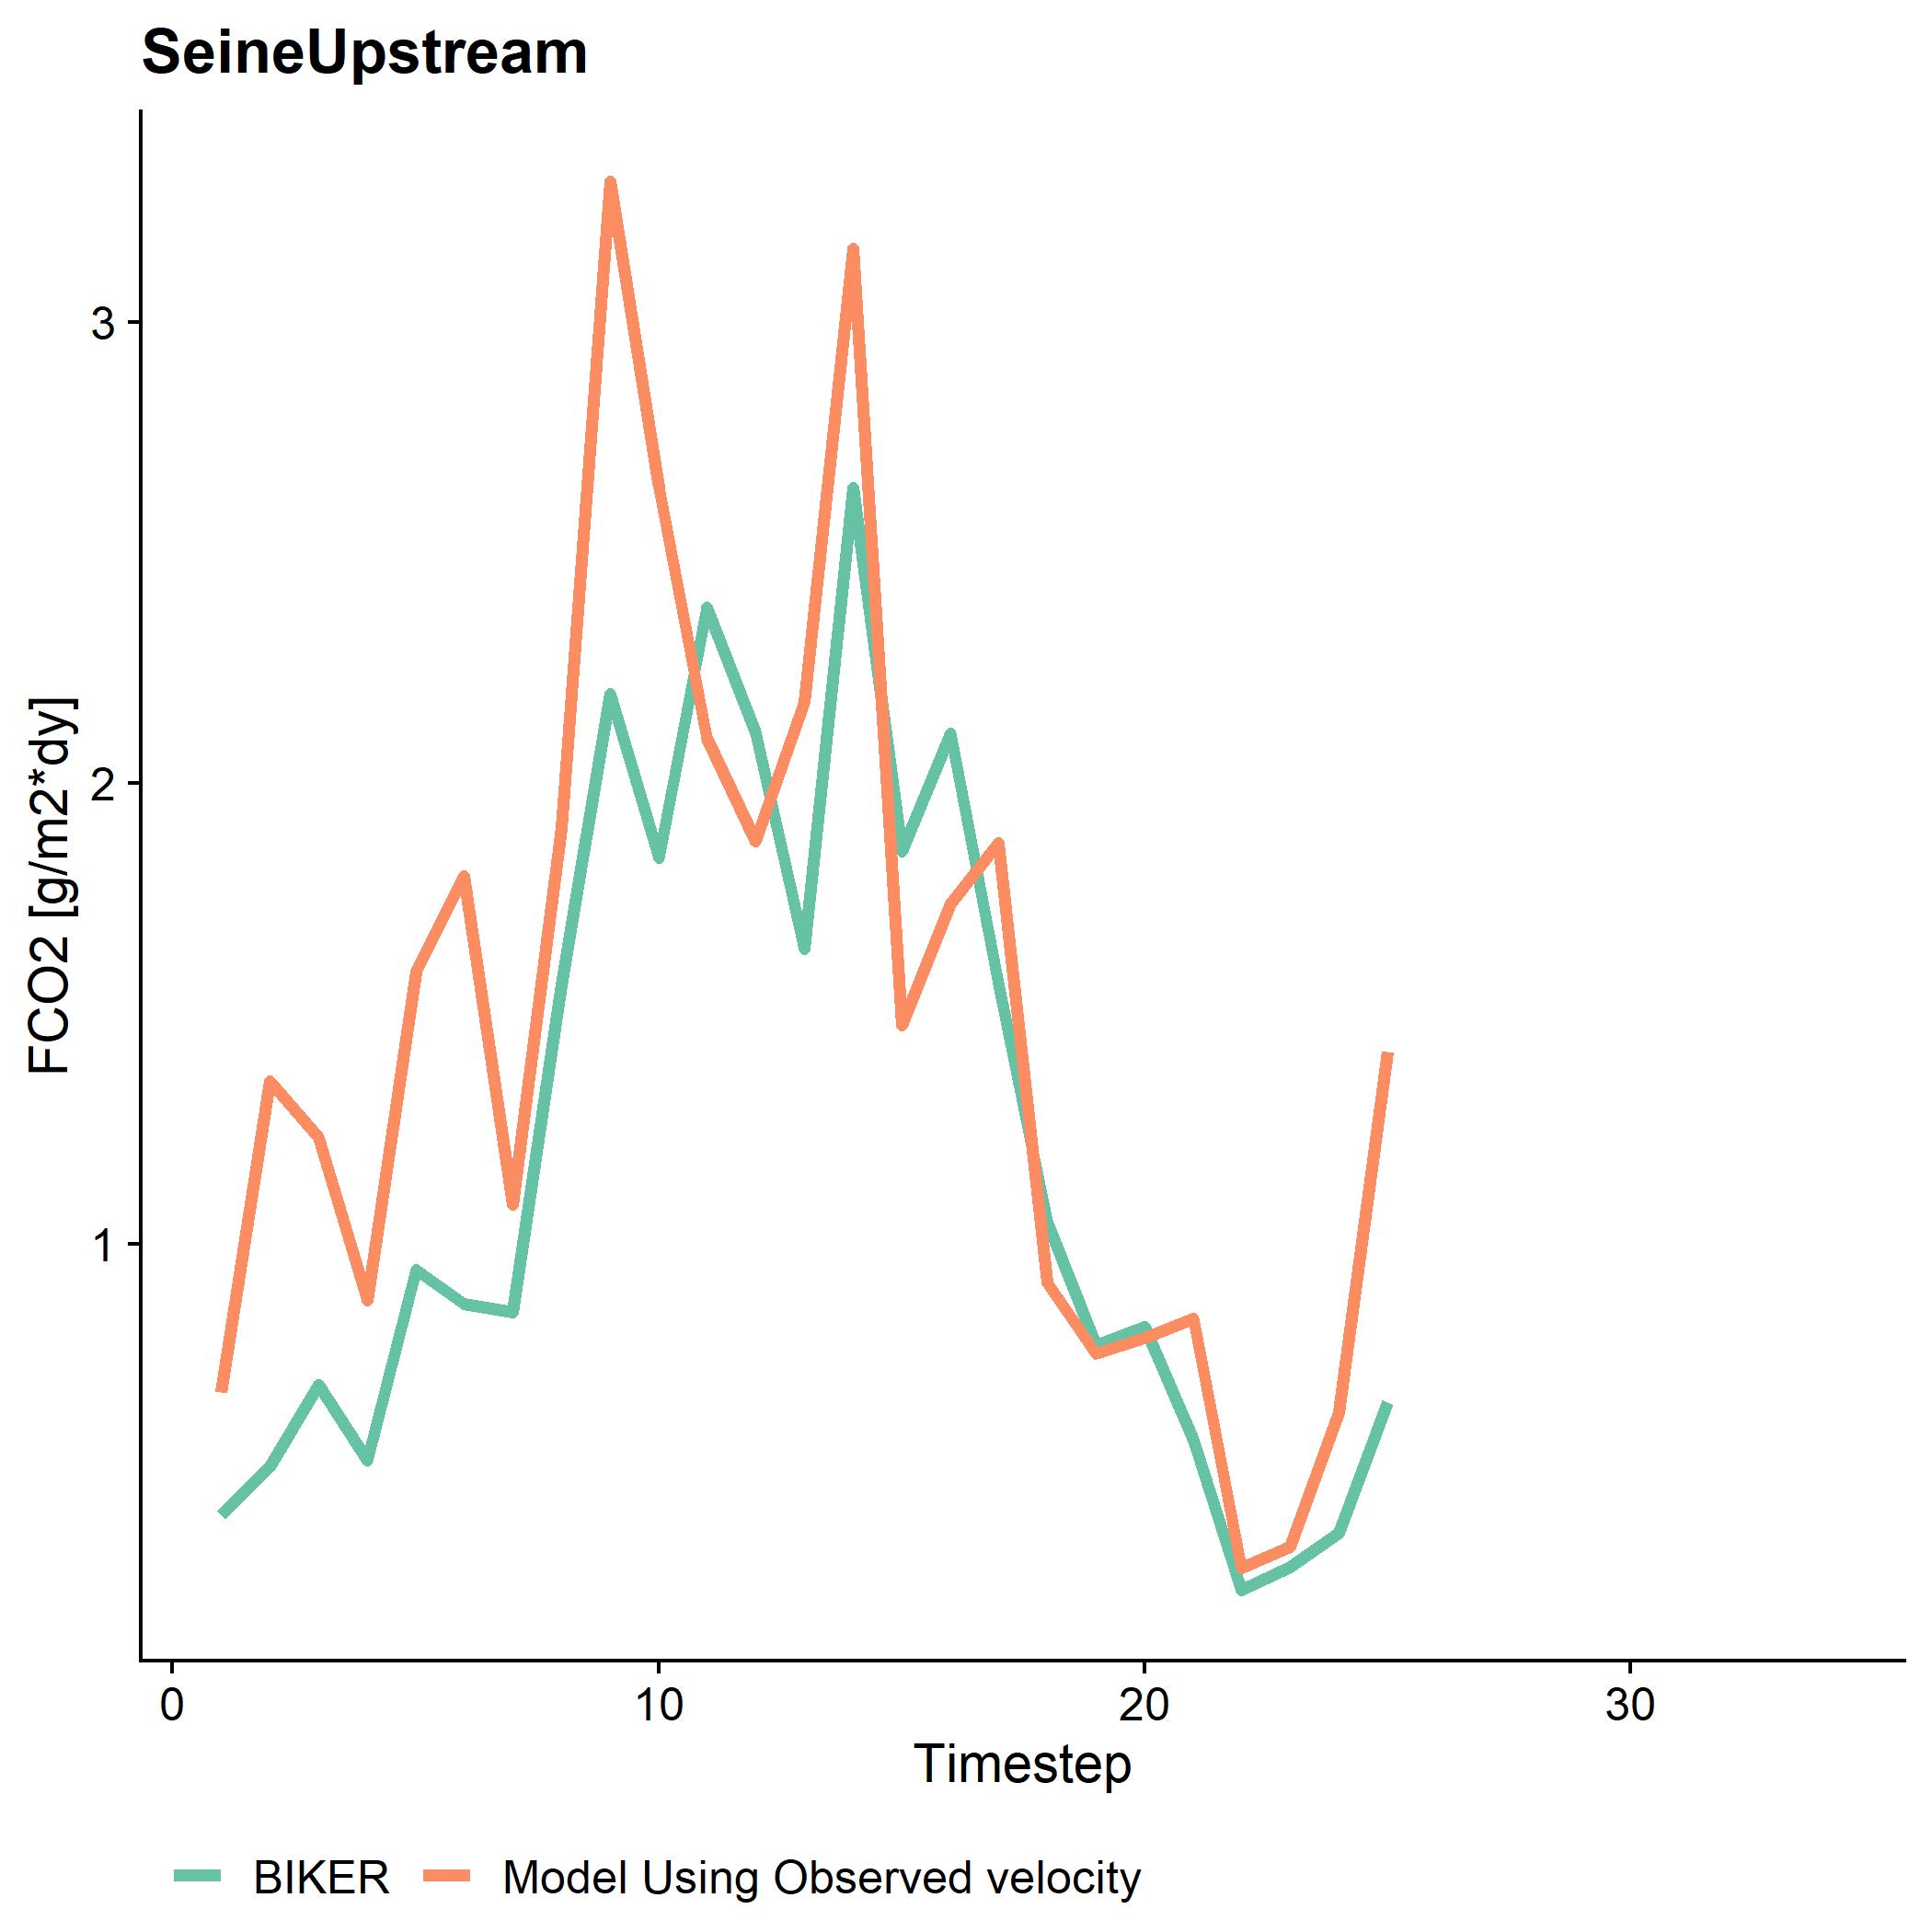 SeineUpstream
FCO2 [g/m2*dy]
3
2
1
0 10 20 30
Timestep
BIKER Model Using Observed velocity